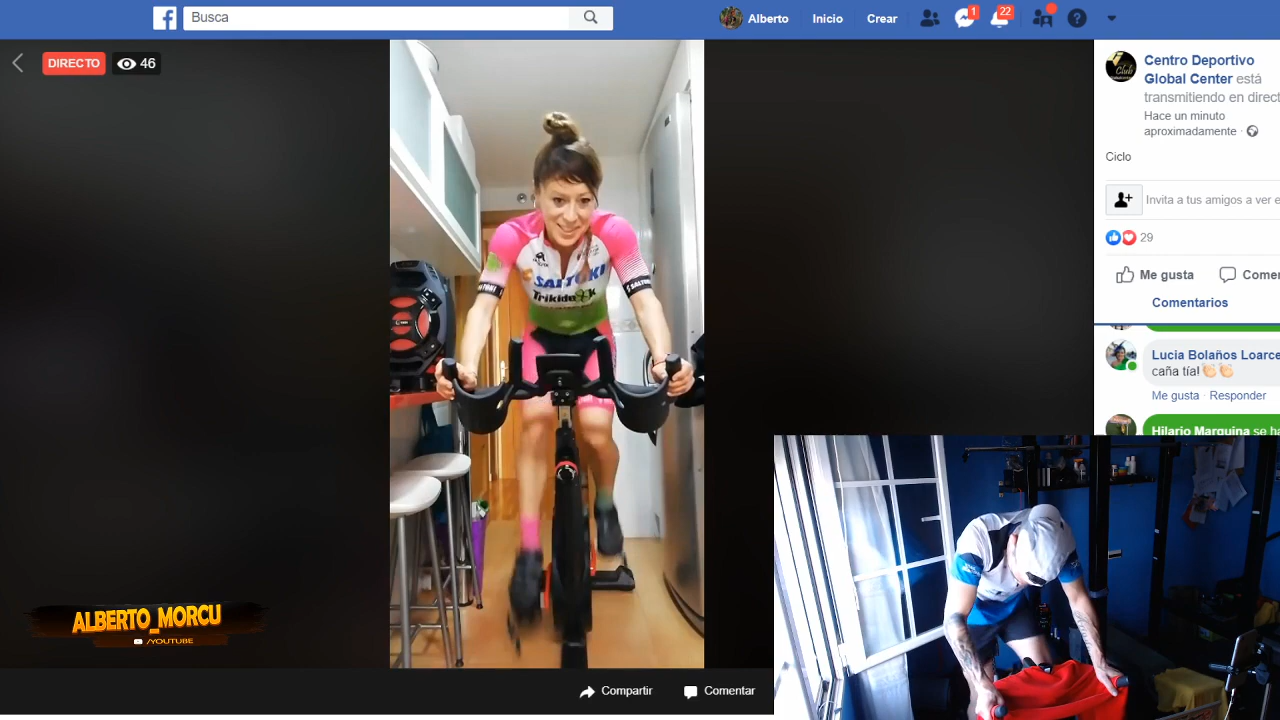 Busca
Alberto
Inicio
Crear
1
22
DIRECTO
46
Centro Deportivo
Global Center está
transmitiendo en direct
Hace un minuto
aproximadamente ·
Ciclo
Invita a tus amigos a ver e
29
Me gusta
Comen
Comentarios
Lucia Bolaños Loarce
caña tía!👏🏻👏🏻
Me gusta · Responder
Hilario Marquina se ha
SALTOKI
SALTOKI
Trikideak
ALBERTO_MORCU
/YOUTUBE
Compartir
Comentar